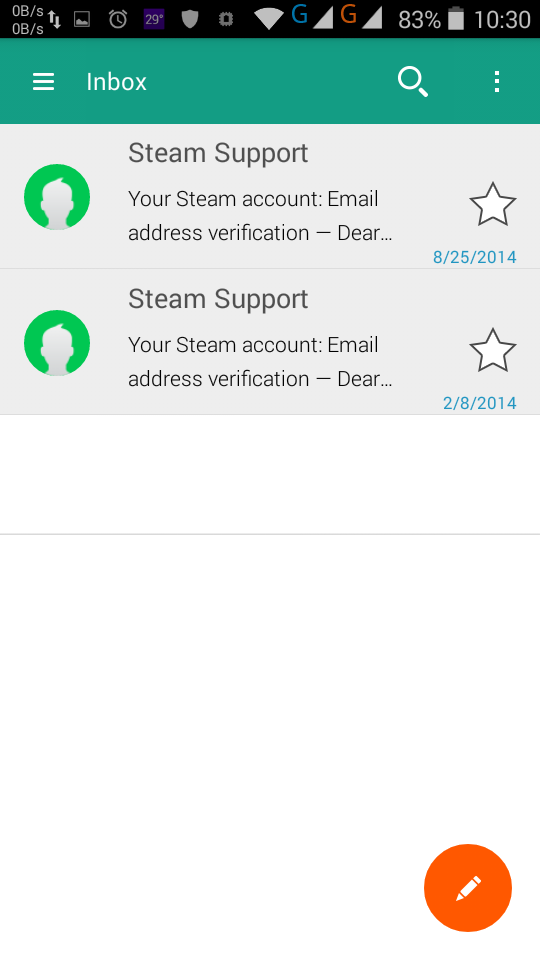 0B/s
0B/s
29°
G
G
83%
10:30
Inbox
Steam Support
Your Steam account: Email
address verification — Dear…
8/25/2014
Steam Support
Your Steam account: Email
address verification — Dear…
2/8/2014